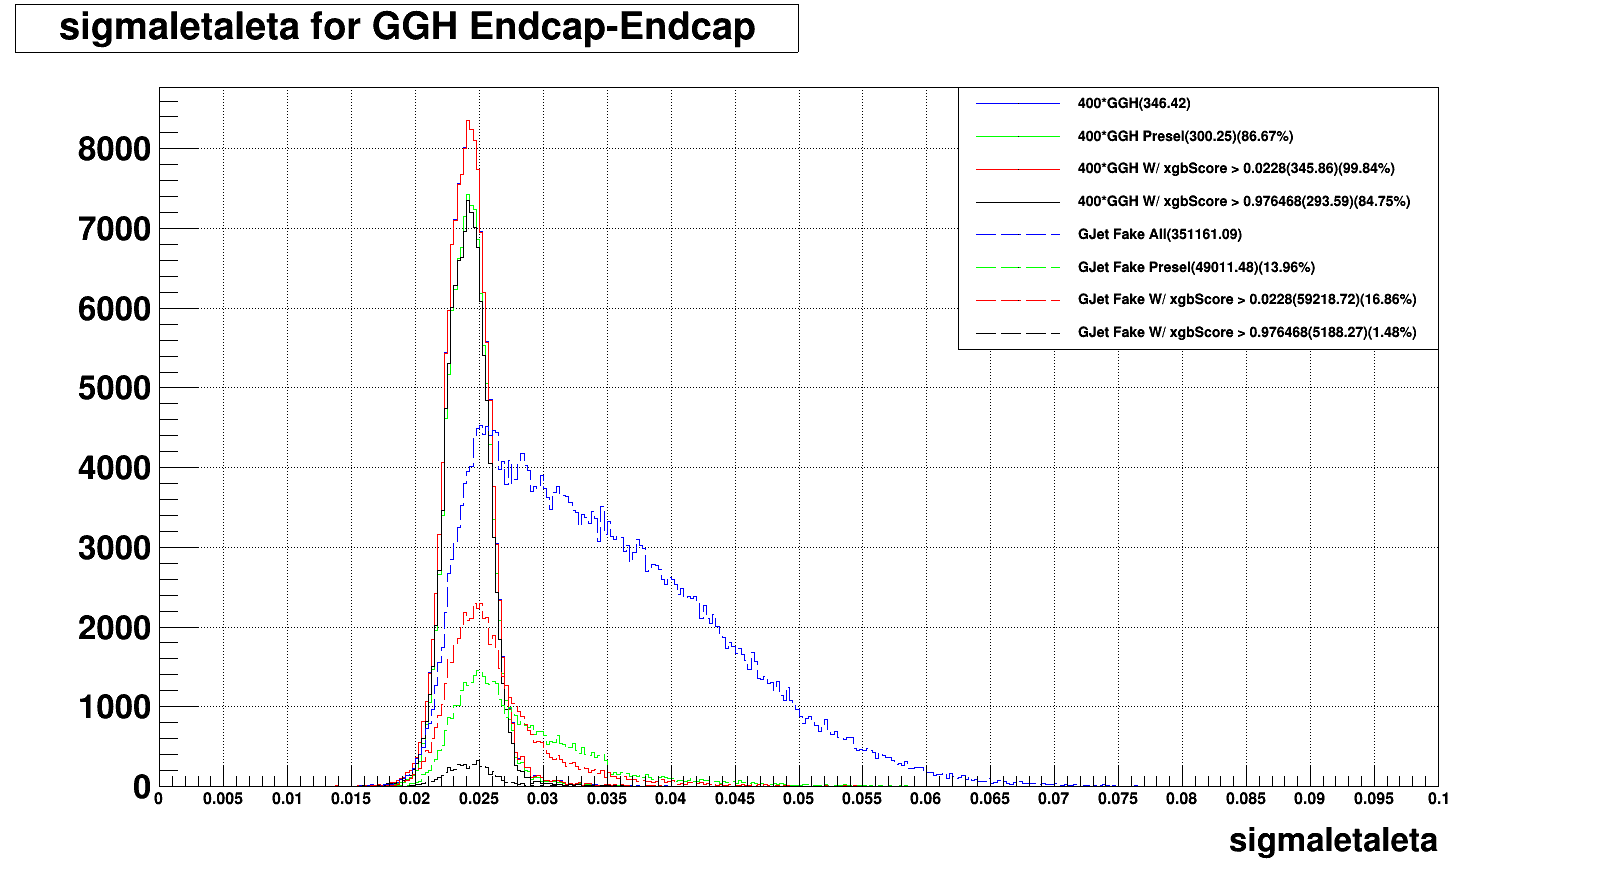 sigmaIetaIeta for GGH Endcap-Endcap
400*GGH(346.42)
400*GGH Presel(300.25)(86.67%)
400*GGH W/ xgbScore > 0.0228(345.86)(99.84%)
400*GGH W/ xgbScore > 0.976468(293.59)(84.75%)
GJet Fake All(351161.09)
GJet Fake Presel(49011.48)(13.96%)
GJet Fake W/ xgbScore > 0.0228(59218.72)(16.86%)
GJet Fake W/ xgbScore > 0.976468(5188.27)(1.48%)
8000
7000
6000
5000
4000
3000
2000
1000
0
0 0.005 0.01 0.015 0.02 0.025 0.03 0.035 0.04 0.045 0.05 0.055 0.06 0.065 0.07 0.075 0.08 0.085 0.09 0.095 0.1
sigmaIetaIeta